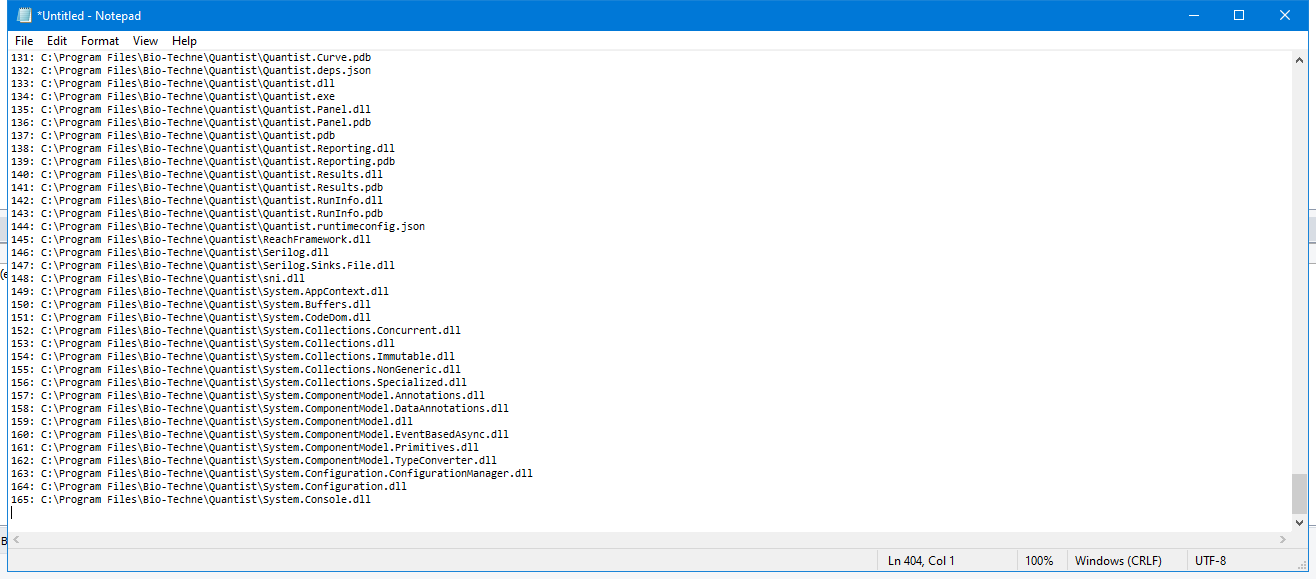 *Untitled - Notepad
File Edit Format View Help
131: C:\Program Files\Bio-Techne\Quantist\Quantist.Curve.pdb
132: C:\Program Files\Bio-Techne\Quantist\Quantist.deps.json
133: C:\Program Files\Bio-Techne\Quantist\Quantist.dll
134: C:\Program Files\Bio-Techne\Quantist\Quantist.exe
135: C:\Program Files\Bio-Techne\Quantist\Quantist.Panel.dll
136: C:\Program Files\Bio-Techne\Quantist\Quantist.Panel.pdb
137: C:\Program Files\Bio-Techne\Quantist\Quantist.pdb
138: C:\Program Files\Bio-Techne\Quantist\Quantist.Reporting.dll
139: C:\Program Files\Bio-Techne\Quantist\Quantist.Reporting.pdb
140: C:\Program Files\Bio-Techne\Quantist\Quantist.Results.dll
141: C:\Program Files\Bio-Techne\Quantist\Quantist.Results.pdb
142: C:\Program Files\Bio-Techne\Quantist\Quantist.RunInfo.dll
143: C:\Program Files\Bio-Techne\Quantist\Quantist.RunInfo.pdb
144: C:\Program Files\Bio-Techne\Quantist\Quantist.runtimeconfig.json
145: C:\Program Files\Bio-Techne\Quantist\ReachFramework.dll
146: C:\Program Files\Bio-Techne\Quantist\Serilog.dll
147: C:\Program Files\Bio-Techne\Quantist\Serilog.Sinks.File.dll
148: C:\Program Files\Bio-Techne\Quantist\sni.dll
149: C:\Program Files\Bio-Techne\Quantist\System.AppContext.dll
150: C:\Program Files\Bio-Techne\Quantist\System.Buffers.dll
151: C:\Program Files\Bio-Techne\Quantist\System.CodeDom.dll
152: C:\Program Files\Bio-Techne\Quantist\System.Collections.Concurrent.dll
153: C:\Program Files\Bio-Techne\Quantist\System.Collections.dll
154: C:\Program Files\Bio-Techne\Quantist\System.Collections.Immutable.dll
155: C:\Program Files\Bio-Techne\Quantist\System.Collections.NonGeneric.dll
156: C:\Program Files\Bio-Techne\Quantist\System.Collections.Specialized.dll
157: C:\Program Files\Bio-Techne\Quantist\System.ComponentModel.Annotations.dll
158: C:\Program Files\Bio-Techne\Quantist\System.ComponentModel.DataAnnotations.dll
159: C:\Program Files\Bio-Techne\Quantist\System.ComponentModel.dll
160: C:\Program Files\Bio-Techne\Quantist\System.ComponentModel.EventBasedAsync.dll
161: C:\Program Files\Bio-Techne\Quantist\System.ComponentModel.Primitives.dll
162: C:\Program Files\Bio-Techne\Quantist\System.ComponentModel.TypeConverter.dll
163: C:\Program Files\Bio-Techne\Quantist\System.Configuration.ConfigurationManager.dll
164: C:\Program Files\Bio-Techne\Quantist\System.Configuration.dll
165: C:\Program Files\Bio-Techne\Quantist\System.Console.dll
Ln 404, Col 1 100% Windows (CRLF) UTF-8